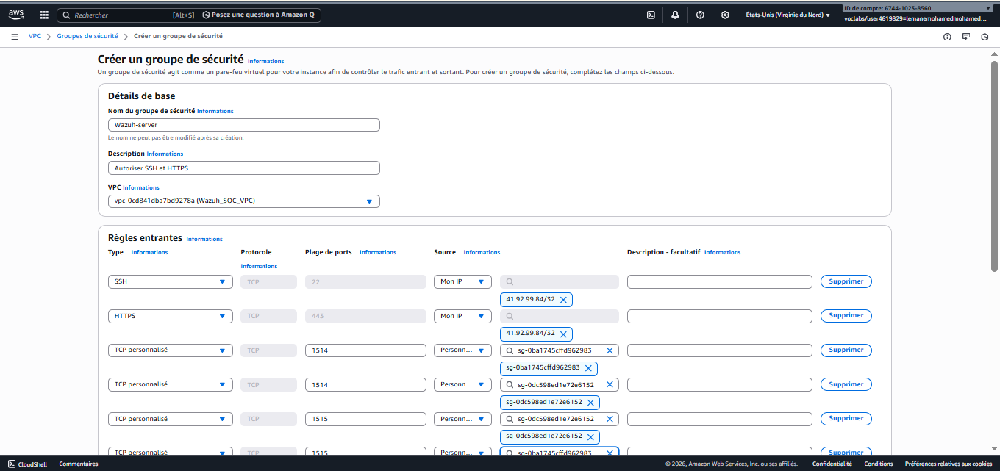 aws
Rechercher [Alt+S] Posez une question à Amazon Q
États-Unis (Virginie du Nord)
ID de compte: 6744-1023-8560
voclabs/user4619829=lemanemohamedmohamed...
VPC > Groupes de sécurité > Créer un groupe de sécurité
Créer un groupe de sécurité Informations
Un groupe de sécurité agit comme un pare-feu virtuel pour votre instance afin de contrôler le trafic entrant et sortant. Pour créer un groupe de sécurité, complétez les champs ci-dessous.
Détails de base
Nom du groupe de sécurité Informations
Wazuh-server
Le nom ne peut pas être modifié après sa création.
Description Informations
Autoriser SSH et HTTPS
VPC Informations
vpc-0cd841dba7bd9278a (Wazuh_SOC_VPC)
Règles entrantes Informations
Type Informations Protocole Plage de ports Informations Source Informations Description - facultatif Informations
Informations
SSH TCP 22 Mon IP Supprimer
41.92.99.84/32
HTTPS TCP 443 Mon IP Supprimer
41.92.99.84/32
TCP personnalisé TCP 1514 Personn... sg-0ba1745cffd962983 Supprimer
sg-0ba1745cffd962983
TCP personnalisé TCP 1514 Personn... sg-0dc598ed1e72e6152 Supprimer
sg-0dc598ed1e72e6152
TCP personnalisé TCP 1515 Personn... sg-0dc598ed1e72e6152 Supprimer
sg-0dc598ed1e72e6152
TCP personnalisé TCP 1515 Personn... sg-0ba1745cffd962983 Supprimer
CloudShell Commentaires © 2026, Amazon Web Services, Inc. ou ses affiliés. Confidentialité Conditions Préférences relatives aux cookies